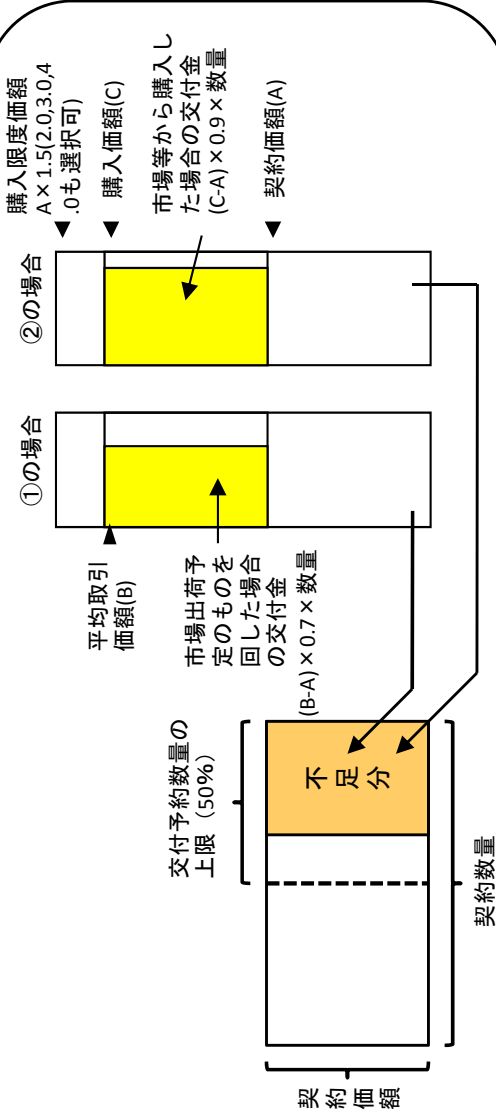 購入限度価額
A×1.5(2.0,3.0,4
.0も選択可)
購入価額(C)
市場等から購入し
た場合の交付金
(C-A)×0.9×数量
契約価額(A)
②の場合
①の場合
平均取引
価額(B)
市場出荷予
定のものを
回した場合
の交付金
(B-A)×0.7×数量
交付予約数量の
上限（50%）
不足分
契約数量
契約価額